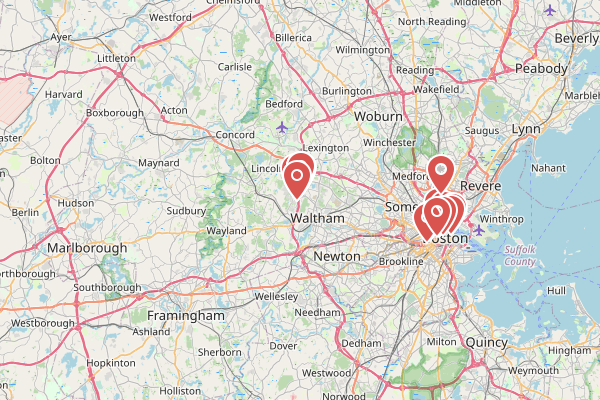 Chelmsford
Middleton
Westford
North Reading
Ayer
Billerica
Beverly
Wilmington
Littleton
Carlisle
Reading
Peabody
Harvard
Burlington
Wakefield
Bedford
Marble
Boxborough
Acton
Woburn
Saugus
Lynn
Concord
Winchester
Lexington
Bolton
Maynard
Lincoln
Medford
Nahant
Revere
Hudson
Berlin
Sudbury
Waltham
Some
Winthrop
Wayland
Boston
Marlborough
Suffolk
County
Newton
Brookline
Northborough
Southborough
Wellesley
Hull
Westborough
Framingham
Needham
Ashland
Dover
Dedham
Milton
Quincy
Sherborn
Hingham
Hopkinton
Westwood
Weymouth
Holliston
Norwood